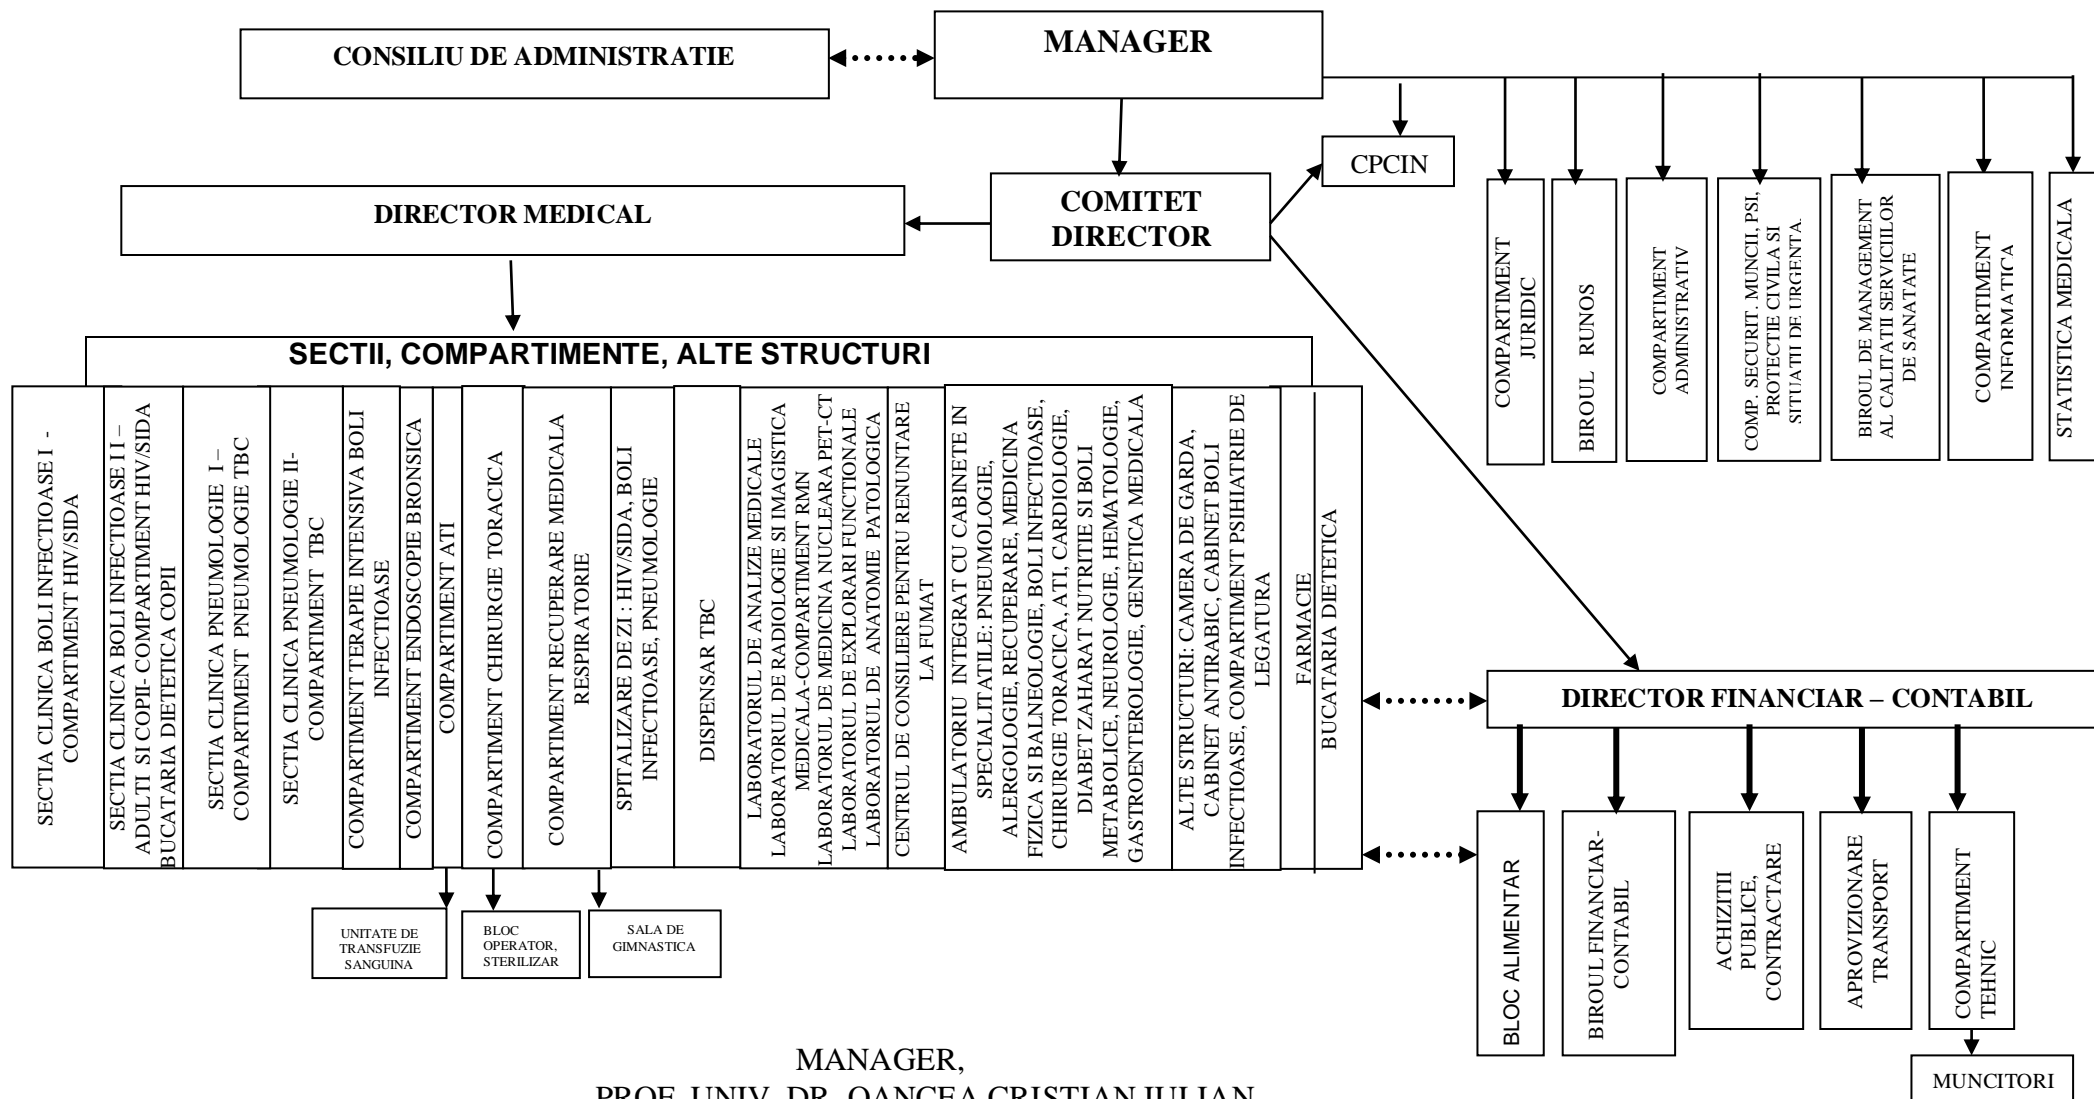 CONSILIU DE ADMINISTRATIE
MANAGER
CPCIN
DIRECTOR MEDICAL
COMITET
DIRECTOR
COMPARTIMENT
JURIDIC
BIROUL RUNOS
COMPARTIMENT
ADMINISTRATIV
COMP. SECURIT. MUNCII, PSI,
PROTECTIE CIVILA SI
SITUATII DE URGENTA.
BIROUL DE MANAGEMENT
AL CALITATII SERVICIILOR
DE SANATATE
COMPARTIMENT
INFORMATICA
STATISTICA MEDICALA
SECTII, COMPARTIMENTE, ALTE STRUCTURI
SECTIA CLINICA BOLI INFECTIOASE I -
COMPARTIMENT HIV/SIDA
SECTIA CLINICA BOLI INFECTIOASE I I –
ADULTI SI COPII- COMPARTIMENT HIV/SIDA
BUCATARIA DIETETICA COPII
SECTIA CLINICA PNEUMOLOGIE I –
COMPARTIMENT PNEUMOLOGIE TBC
SECTIA CLINICA PNEUMOLOGIE II-
COMPARTIMENT TBC
COMPARTIMENT TERAPIE INTENSIVA BOLI
INFECTIOASE
COMPARTIMENT ENDOSCOPIE BRONSICA
COMPARTIMENT ATI
COMPARTIMENT CHIRURGIE TORACICA
COMPARTIMENT RECUPERARE MEDICALA
RESPIRATORIE
SPITALIZARE DE ZI : HIV/SIDA, BOLI
INFECTIOASE, PNEUMOLOGIE
DISPENSAR TBC
LABORATORUL DE ANALIZE MEDICALE
LABORATORUL DE RADIOLOGIE SI IMAGISTICA
MEDICALA-COMPARTIMENT RMN
LABORATORUL DE MEDICINA NUCLEARA PET-CT
LABORATORUL DE EXPLORARI FUNCTIONALE
LABORATORUL DE ANATOMIE PATOLOGICA
CENTRUL DE CONSILIERE PENTRU RENUNTARE
LA FUMAT
AMBULATORIU INTEGRAT CU CABINETE IN
SPECIALITATILE: PNEUMOLOGIE,
ALERGOLOGIE, RECUPERARE, MEDICINA
FIZICA SI BALNEOLOGIE, BOLI INFECTIOASE,
CHIRURGIE TORACICA, ATI, CARDIOLOGIE,
DIABET ZAHARAT NUTRITIE SI BOLI
METABOLICE, NEUROLOGIE, HEMATOLOGIE,
GASTROENTEROLOGIE, GENETICA MEDICALA
ALTE STRUCTURI: CAMERA DE GARDA,
CABINET ANTIRABIC, CABINET BOLI
INFECTIOASE, COMPARTIMENT PSIHIATRIE DE
LEGATURA
FARMACIE
BUCATARIA DIETETICA
DIRECTOR FINANCIAR – CONTABIL
UNITATE DE
TRANSFUZIE
SANGUINA
BLOC
OPERATOR,
STERILIZAR
SALA DE
GIMNASTICA
BLOC ALIMENTAR
BIROUL FINANCIAR-
CONTABIL
ACHIZITII
PUBLICE,
CONTRACTARE
APROVIZIONARE
TRANSPORT
COMPARTIMENT
TEHNIC
MUNCITORI
MANAGER,
PROF. UNIV. DR. OANCEA CRISTIAN IULIAN